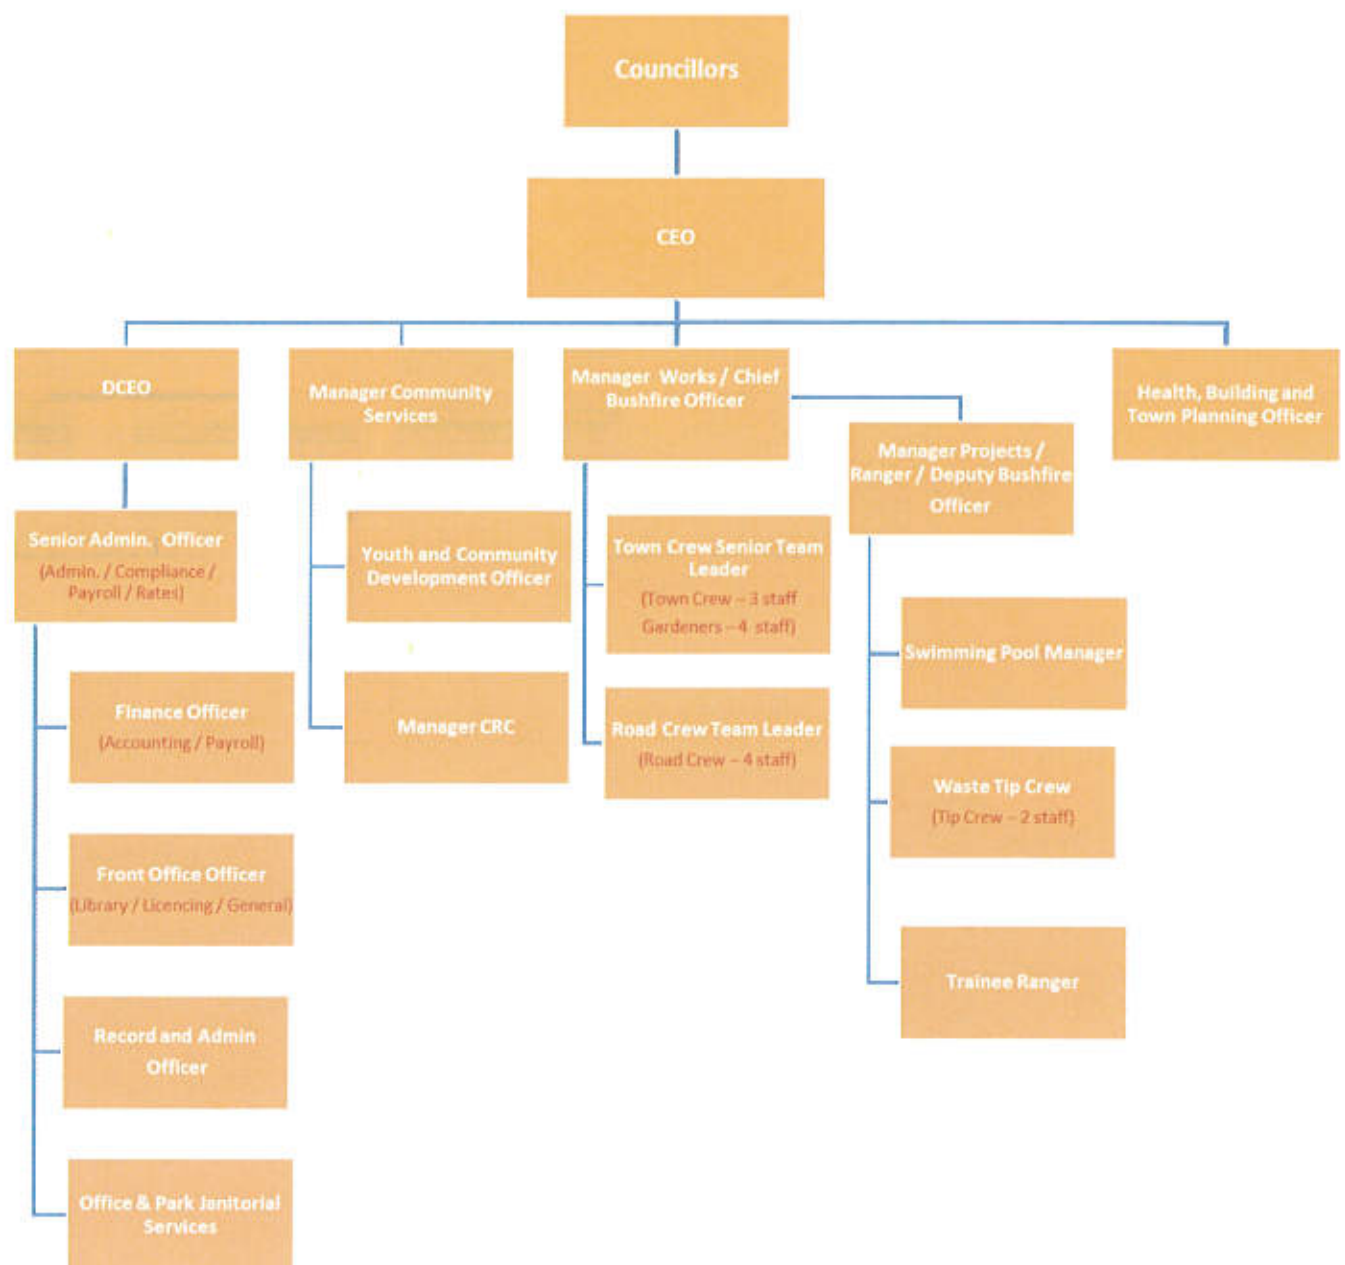 Councillors
CEO
DCEO
Manager Community
Services
Manager Works / Chief
Bushfire Officer
Health, Building and
Town Planning Officer
Manager Projects /
Ranger / Deputy Bushfire
Officer
Senior Admin. Officer
(Admin. / Compliance /
Payroll / Rates)
Youth and Community
Development Officer
Town Crew Senior Team
Leader
(Town Crew – 3 staff
Gardeners – 4 staff)
Swimming Pool Manager
Finance Officer
(Accounting / Payroll)
Manager CRC
Road Crew Team Leader
(Road Crew – 4 staff)
Waste Tip Crew
(Tip Crew – 2 staff)
Front Office Officer
(Library / Licencing / General)
Trainee Ranger
Record and Admin
Officer
Office & Park Janitorial
Services